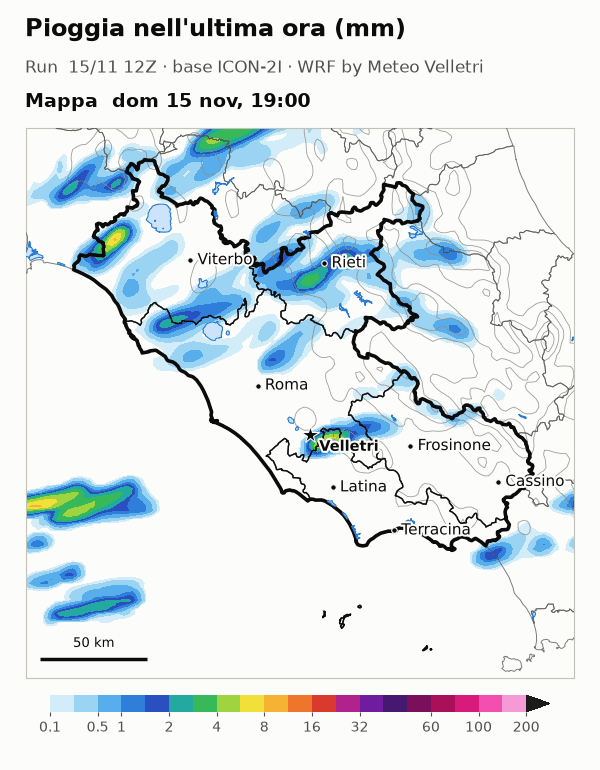 Pioggia nell'ultima ora (mm)
Run  15/11 12Z · base ICON-2I · WRF by Meteo Velletri
Mappa  dom 15 nov, 19:00
Viterbo
Rieti
Roma
Velletri
Frosinone
Latina
Cassino
Terracina
50 km
0.1 0.5 1 2 4 8 16 32 60 100 200